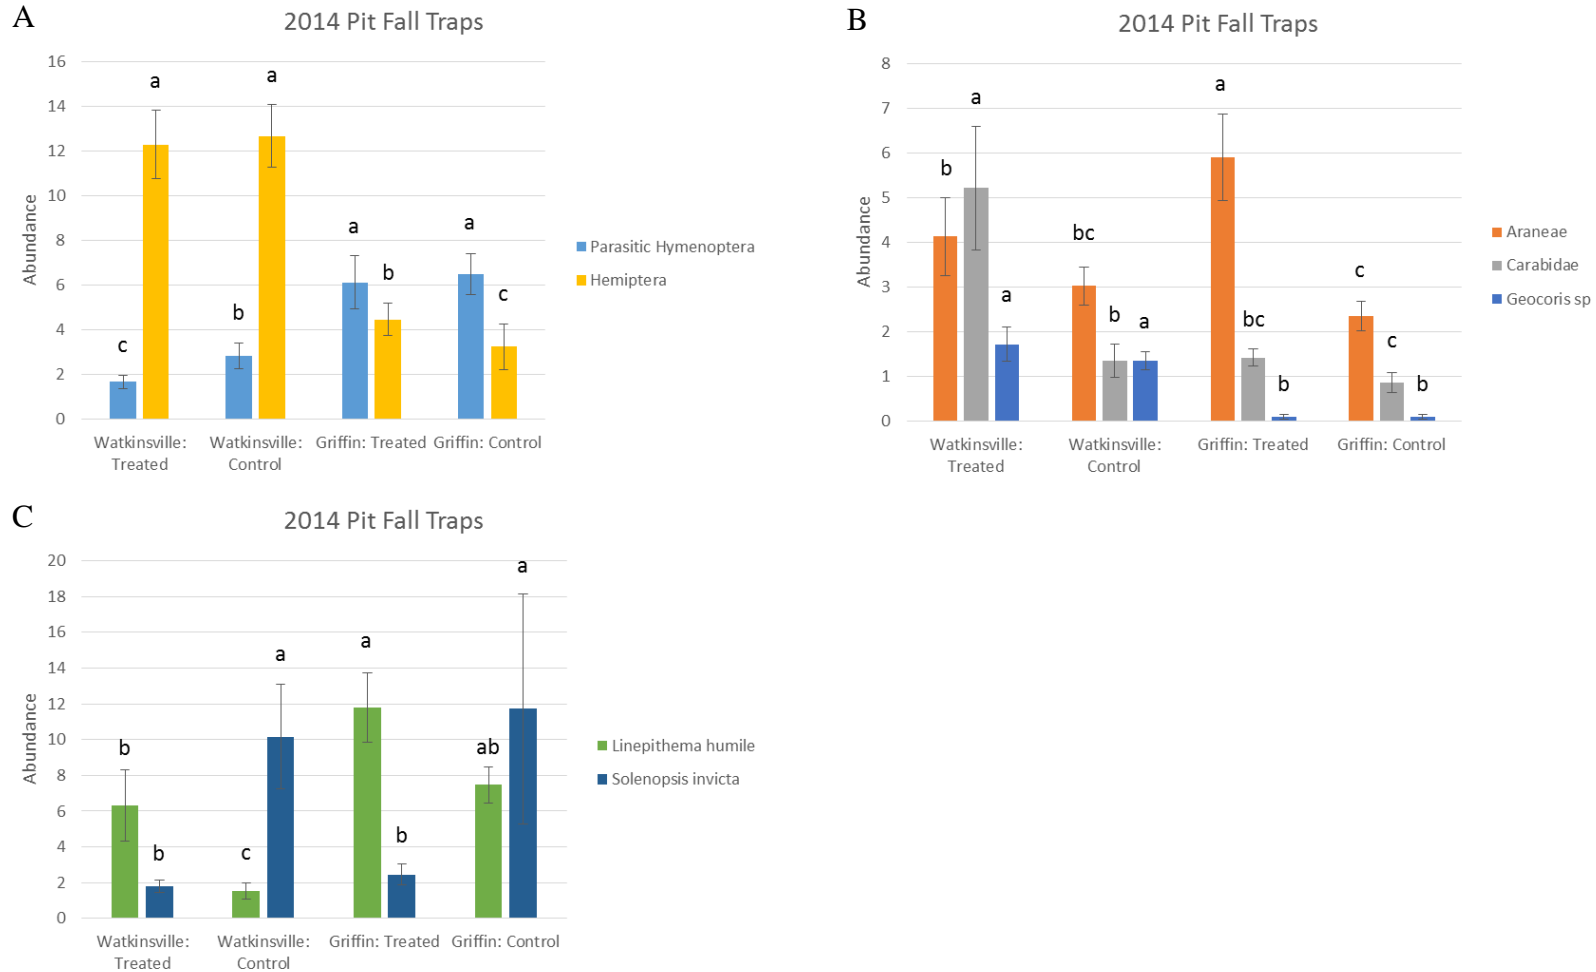 A
2014 Pit Fall Traps
16
14
12
10
8
6
4
2
0
Abundance
a
a
a
a
b
b
c
c
Watkinsville: Treated
Watkinsville: Control
Griffin: Treated
Griffin: Control
Parasitic Hymenoptera
Hemiptera
B
2014 Pit Fall Traps
8
7
6
5
4
3
2
1
0
Abundance
b
a
a
bc
b
a
a
bc
b
c
c
b
Watkinsville: Treated
Watkinsville: Control
Griffin: Treated
Griffin: Control
Araneae
Carabidae
Geocoris sp
C
2014 Pit Fall Traps
20
18
16
14
12
10
8
6
4
2
0
Abundance
b
b
c
a
a
b
ab
a
Watkinsville: Treated
Watkinsville: Control
Griffin: Treated
Griffin: Control
Linepithema humile
Solenopsis invicta